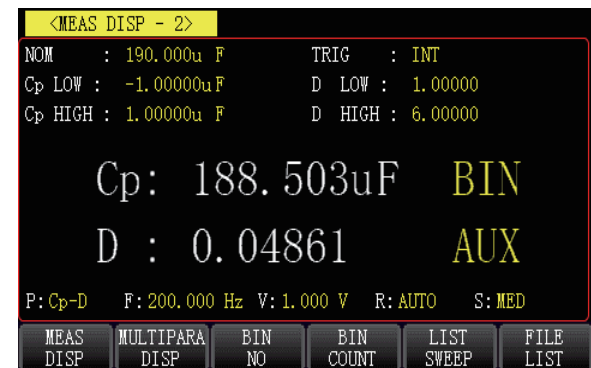 <MEAS DISP - 2>
NOM : 190.000u F TRIG : INT
Cp LOW : -1.00000u F D LOW : 1.00000
Cp HIGH : 1.00000u F D HIGH : 6.00000
Cp: 188.503uF BIN
D : 0.04861 AUX
P:Cp-D F:200.000 Hz V:1.000 V R:AUTO S:MED
MEAS DISP
MULTIPARA DISP
BIN NO
BIN COUNT
LIST SWEEP
FILE LIST